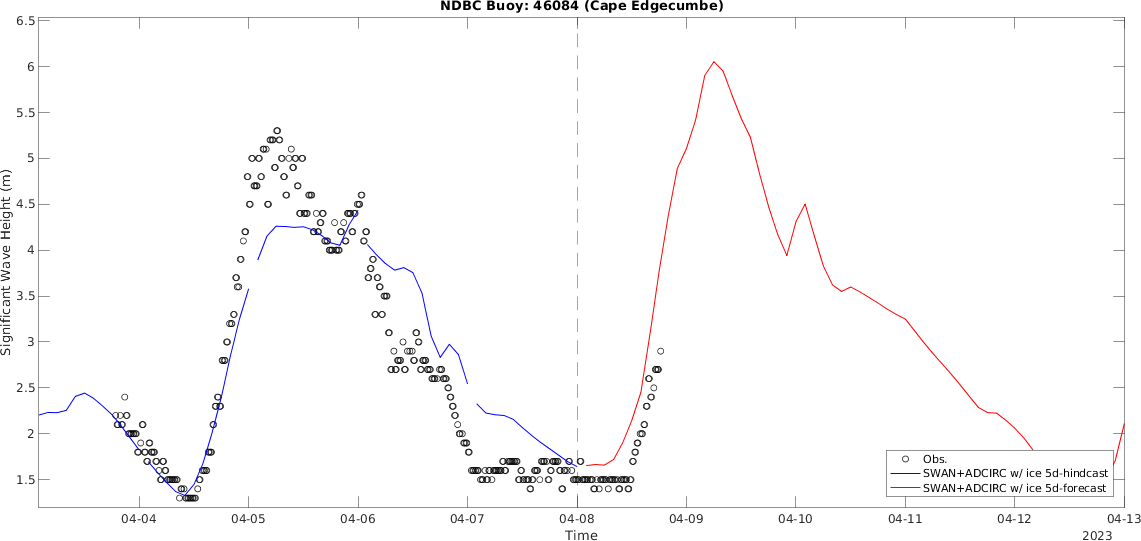 NDBC Buoy: 46084 (Cape Edgecumbe)
6.5
6
5.5
5
4.5
4
3.5
3
2.5
2
1.5
Significant Wave Height (m)
Obs.
SWAN+ADCIRC w/ ice 5d-hindcast
SWAN+ADCIRC w/ ice 5d-forecast
04-04 04-05 04-06 04-07 04-08 04-09 04-10 04-11 04-12 04-13
Time
2023